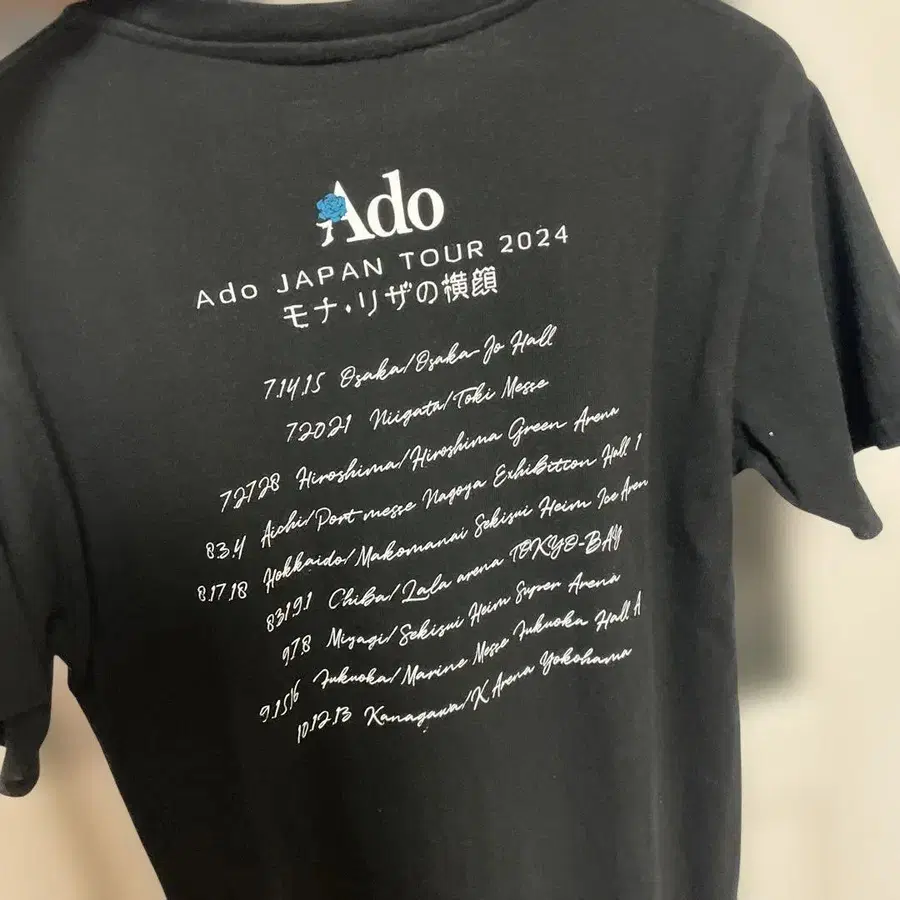 Ado
Ado JAPAN TOUR 2024
モナ・リザの横顔
7.14.15 Osaka/Osaka-Jo Hall
7.20.21 Niigata/Toki Messe
7.27.28 Hiroshima/Hiroshima Green Arena
8.3.4 Aichi/Port messe Nagoya Exhibition Hall 1
8.17.18 Hokkaido/Makomanai Sekisui Heim Ice Aren
8.31.9.1 Chiba/Lala arena TOKYO-BAY
9.7.8 Miyagi/Sekisui Heim Super Arena
9.15.16 Fukuoka/Marine Messe Fukuoka Hall A
10.12.13 Kanagawa/K Arena Yokohama